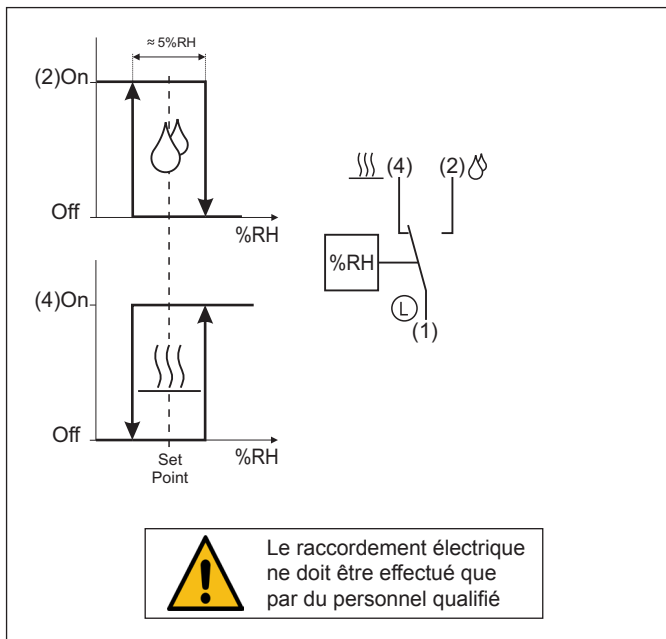 ≈ 5%RH
(2)On
Off
%RH
(4) (2)
%RH
L
(1)
(4)On
Off
%RH
Set
Point
Le raccordement électrique
ne doit être effectué que
par du personnel qualifié